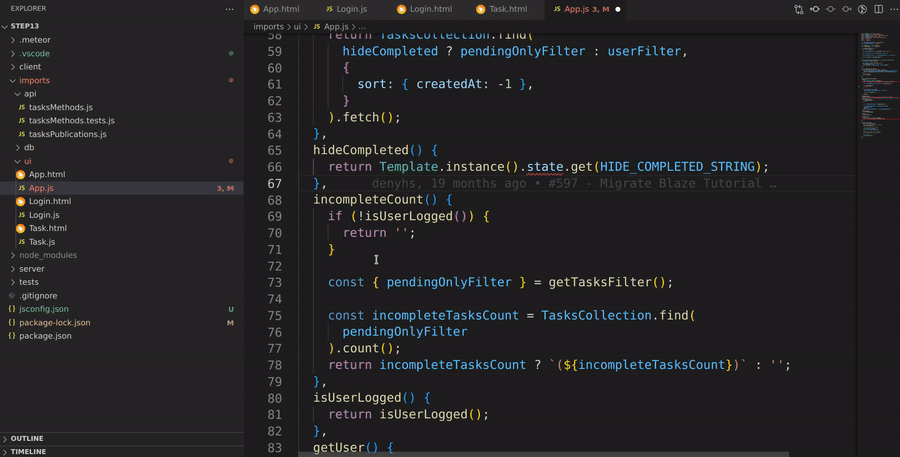 EXPLORER
STEP13
.meteor
.vscode
client
imports
api
tasksMethods.js
tasksMethods.tests.js
tasksPublications.js
db
ui
App.html
JS App.js 3, M
Login.html
JS Login.js
Task.html
JS Task.js
node_modules
server
tests
.gitignore
jsconfig.json U
package-lock.json M
package.json
OUTLINE
TIMELINE
App.html JS Login.js Login.html Task.html JS App.js 3, M
imports > ui > JS App.js > ...
58 return TasksCollection.find(
59 hideCompleted ? pendingOnlyFilter : userFilter,
60 {
61 sort: { createdAt: -1 },
62 }
63 ).fetch();
64 },
65 hideCompleted() {
66 return Template.instance().state.get(HIDE_COMPLETED_STRING);
67 }, denyhs, 19 months ago • #597 - Migrate Blaze Tutorial …
68 incompleteCount() {
69 if (!isUserLogged()) {
70 return '';
71 }
72
73 const { pendingOnlyFilter } = getTasksFilter();
74
75 const incompleteTasksCount = TasksCollection.find(
76 pendingOnlyFilter
77 ).count();
78 return incompleteTasksCount ? `(${incompleteTasksCount})` : '';
79 },
80 isUserLogged() {
81 return isUserLogged();
82 },
83 getUser() {